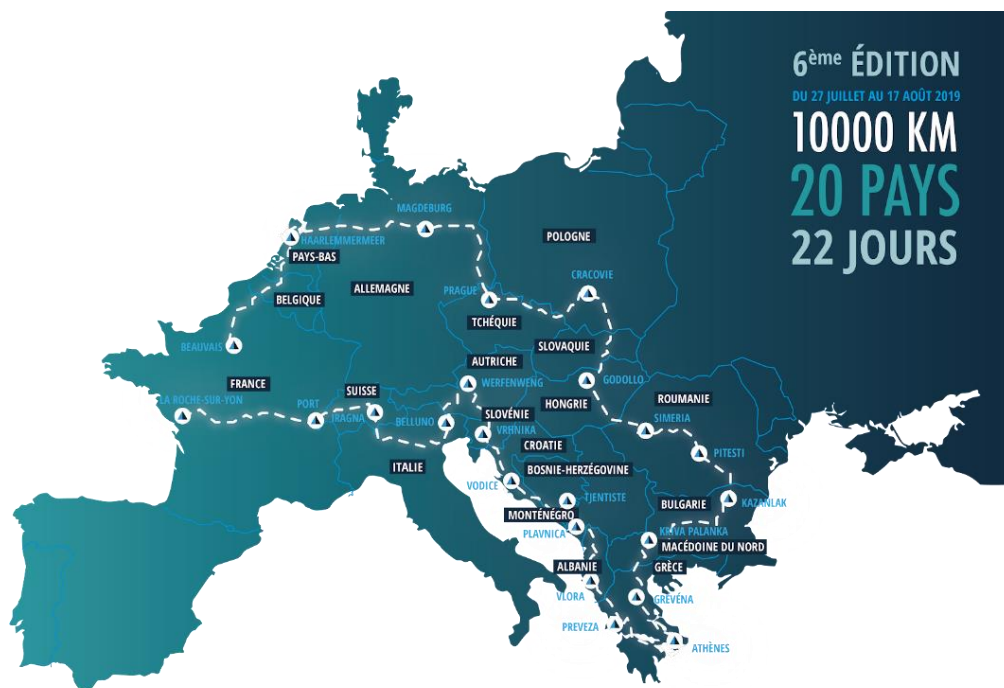 6ème ÉDITION
DU 27 JUILLET AU 17 AOÛT 2019
10000 KM
20 PAYS
22 JOURS
MAGDEBURG
POLOGNE
HAARLEMMERMEER
PAYS-BAS
CRACOVIE
ALLEMAGNE
PRAGUE
BELGIQUE
TCHÉQUIE
BEAUVAIS
SLOVAQUIE
AUTRICHE
WERFENWENG
GODOLLO
FRANCE
SUISSE
LA ROCHE-SUR-YON
PORT
IRAGNA
HONGRIE
ROUMANIE
SLOVÉNIE
SIMERIA
BELLUNO
VRHNIKA
CROATIE
PITESTI
ITALIE
BOSNIE-HERZÉGOVINE
VODICE
TJENTISTE
BULGARIE
KAZANLAK
MONTÉNÉGRO
PLAVNICA
KRIVA PALANKA
MACÉDOINE DU NORD
ALBANIE
GRÈCE
VLORA
GREVÉNA
PREVEZA
ATHÈNES